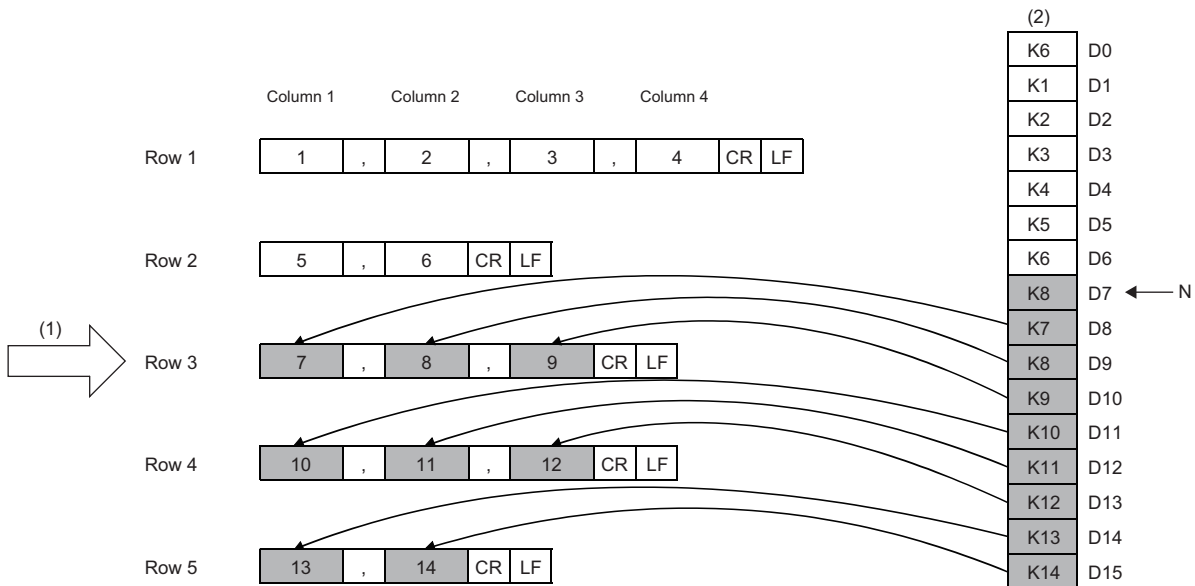 (2)
K6 D0
Column 1 Column 2 Column 3 Column 4
K1 D1
K2 D2
Row 1 1 , 2 , 3 , 4 CR LF
K3 D3
K4 D4
K5 D5
Row 2 5 , 6 CR LF
K6 D6
K8 D7 N
(1)
K7 D8
Row 3 7 , 8 , 9 CR LF
K8 D9
K9 D10
K10 D11
Row 4 10 , 11 , 12 CR LF
K11 D12
K12 D13
K13 D14
Row 5 13 , 14 CR LF
K14 D15